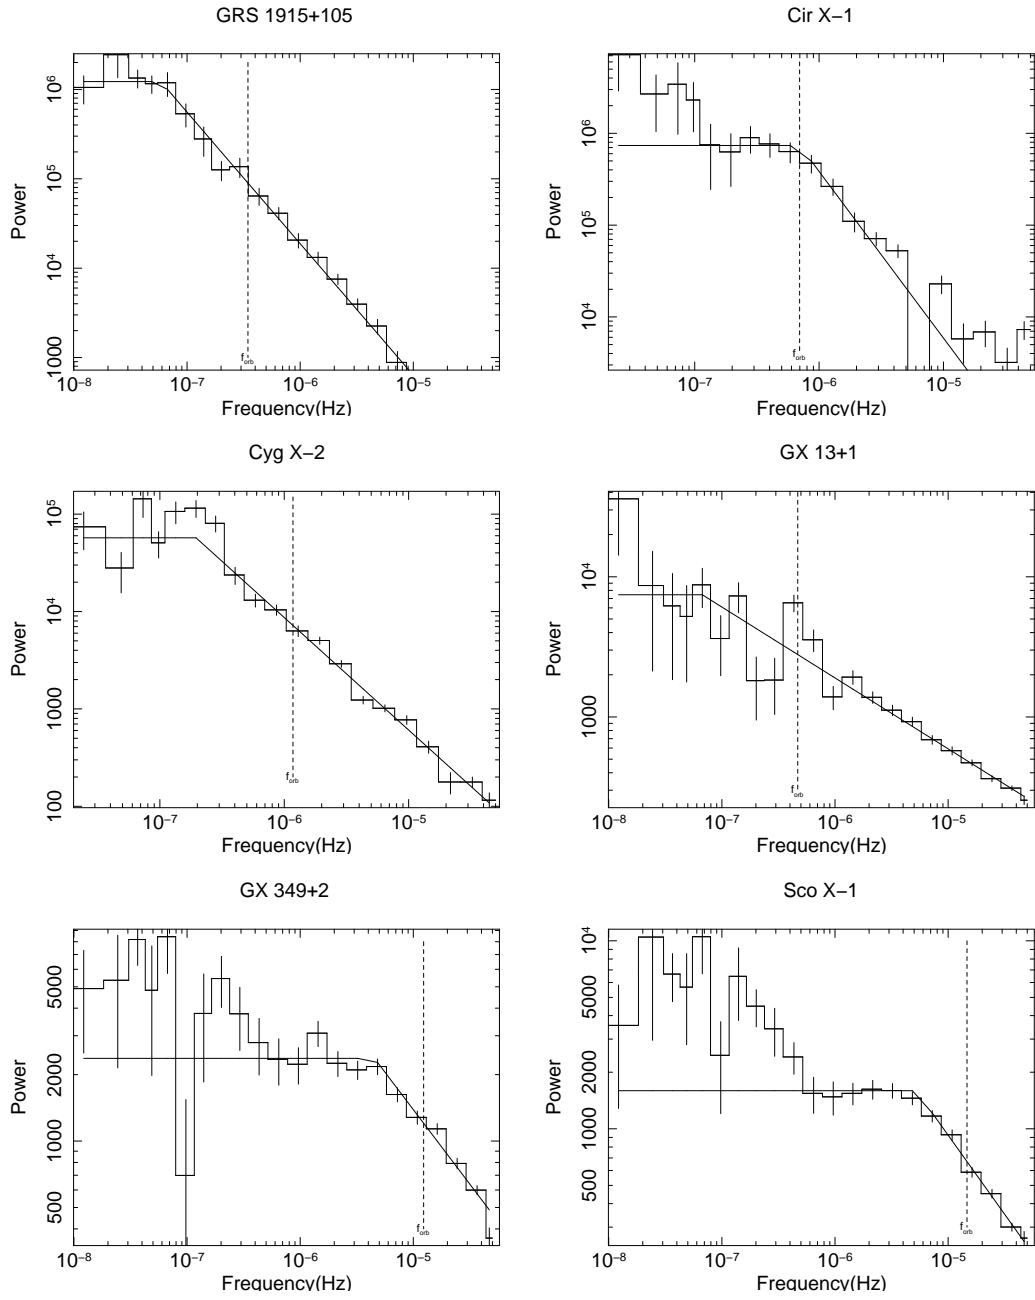 GRS 1915+105
Power
1000 10⁴ 10⁵ 10⁶
f_orb
10⁻⁸ 10⁻⁷ 10⁻⁶ 10⁻⁵
Frequency(Hz)
Cir X−1
Power
10⁴ 10⁵ 10⁶
f_orb
10⁻⁷ 10⁻⁶ 10⁻⁵
Frequency(Hz)
Cyg X−2
Power
100 1000 10⁴ 10⁵
f_orb
10⁻⁷ 10⁻⁶ 10⁻⁵
Frequency(Hz)
GX 13+1
Power
1000 10⁴
f_orb
10⁻⁸ 10⁻⁷ 10⁻⁶ 10⁻⁵
Frequency(Hz)
GX 349+2
Power
500 1000 2000 5000
f_orb
10⁻⁸ 10⁻⁷ 10⁻⁶ 10⁻⁵
Frequency(Hz)
Sco X−1
Power
500 1000 2000 5000 10⁴
f_orb
10⁻⁸ 10⁻⁷ 10⁻⁶ 10⁻⁵
Frequency(Hz)